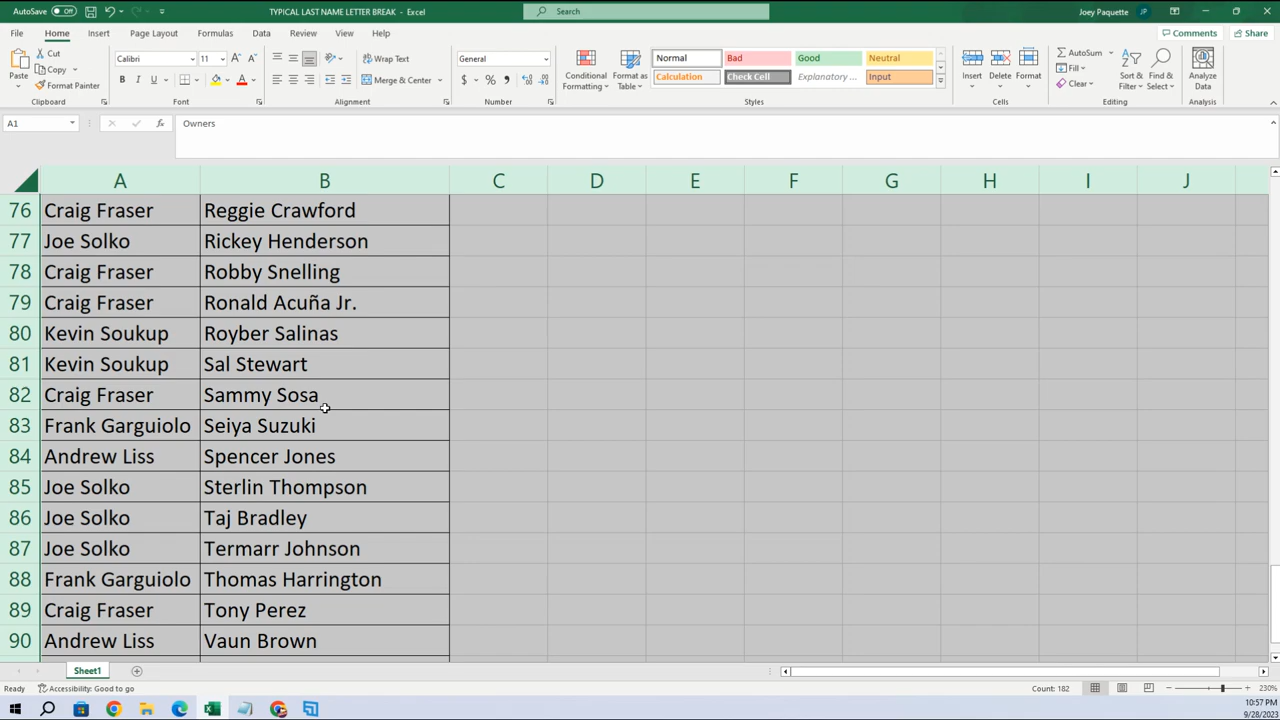 AutoSave Off TYPICAL LAST NAME LETTER BREAK - Excel Search Joey Paquette JP
File Home Insert Draw Page Layout Formulas Data Review View Help Comments Share
Paste Cut Copy Format Painter Clipboard
Calibri 11 B I U Font
Wrap Text Merge & Center Alignment
General $ % Number
Conditional Formatting Format as Table
Normal Bad Good Neutral
Calculation Check Cell Explanatory ... Input
Styles
Insert Delete Format Cells
AutoSum Fill Clear Sort & Filter Find & Select Editing
Analyze Data Analysis
A1 fx Owners
A B C D E F G H I J
76 Craig Fraser Reggie Crawford
77 Joe Solko Rickey Henderson
78 Craig Fraser Robby Snelling
79 Craig Fraser Ronald Acuña Jr.
80 Kevin Soukup Royber Salinas
81 Kevin Soukup Sal Stewart
82 Craig Fraser Sammy Sosa
83 Frank Garguiolo Seiya Suzuki
84 Andrew Liss Spencer Jones
85 Joe Solko Sterlin Thompson
86 Joe Solko Taj Bradley
87 Joe Solko Termarr Johnson
88 Frank Garguiolo Thomas Harrington
89 Craig Fraser Tony Perez
90 Andrew Liss Vaun Brown
Sheet1
Ready Accessibility: Good to go Count: 182 230%
10:57 PM
9/28/2023